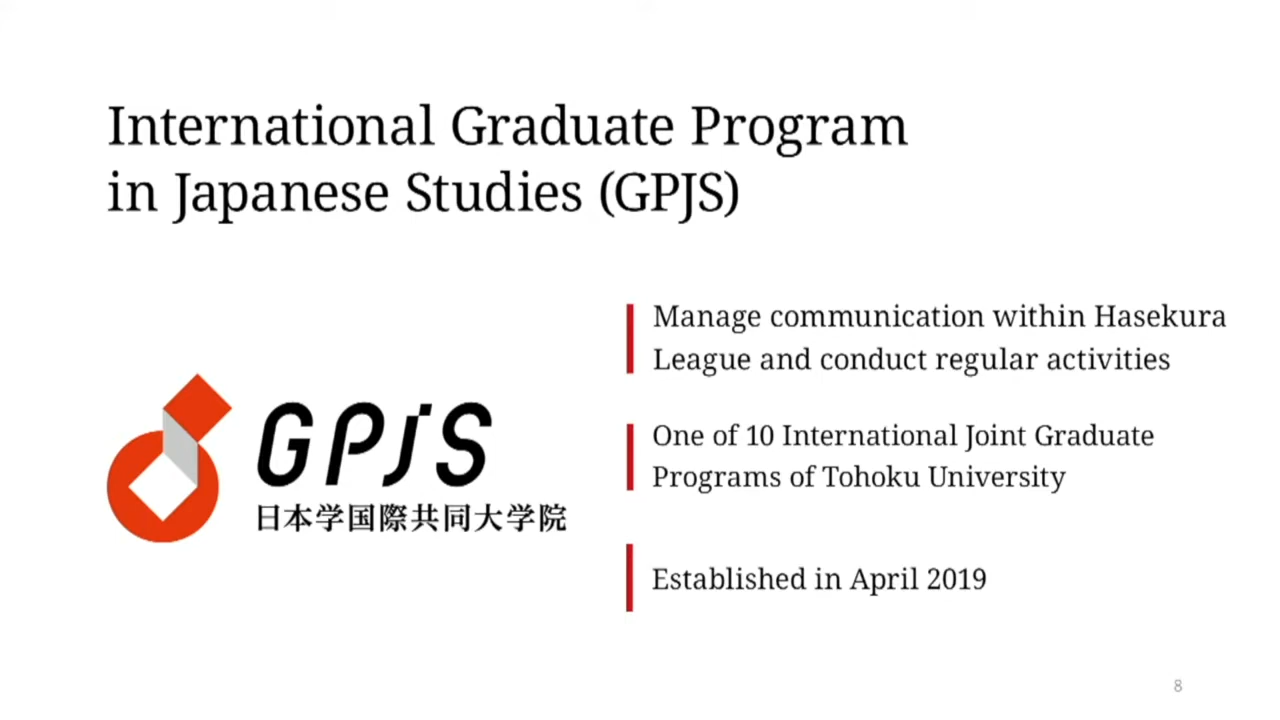 International Graduate Program
in Japanese Studies (GPJS)
Manage communication within Hasekura
League and conduct regular activities
GPJS
日本学国際共同大学院
One of 10 International Joint Graduate
Programs of Tohoku University
Established in April 2019
8